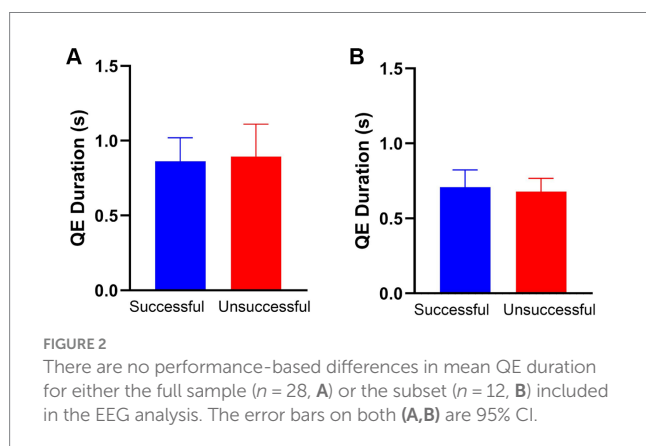 A
QE Duration (s)
1.5
1.0
0.5
0.0
Successful Unsuccessful
B
QE Duration (s)
1.5
1.0
0.5
0.0
Successful Unsuccessful
FIGURE 2
There are no performance-based differences in mean QE duration
for either the full sample (n = 28, A) or the subset (n = 12, B) included
in the EEG analysis. The error bars on both (A,B) are 95% CI.